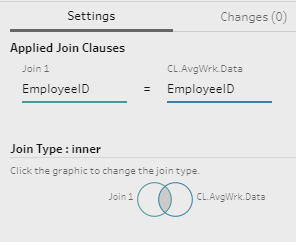 Settings Changes (0)
Applied Join Clauses
Join 1 CL.AvgWrk.Data
EmployeeID = EmployeeID
Join Type : inner
Click the graphic to change the join type.
Join 1 CL.AvgWrk.Data